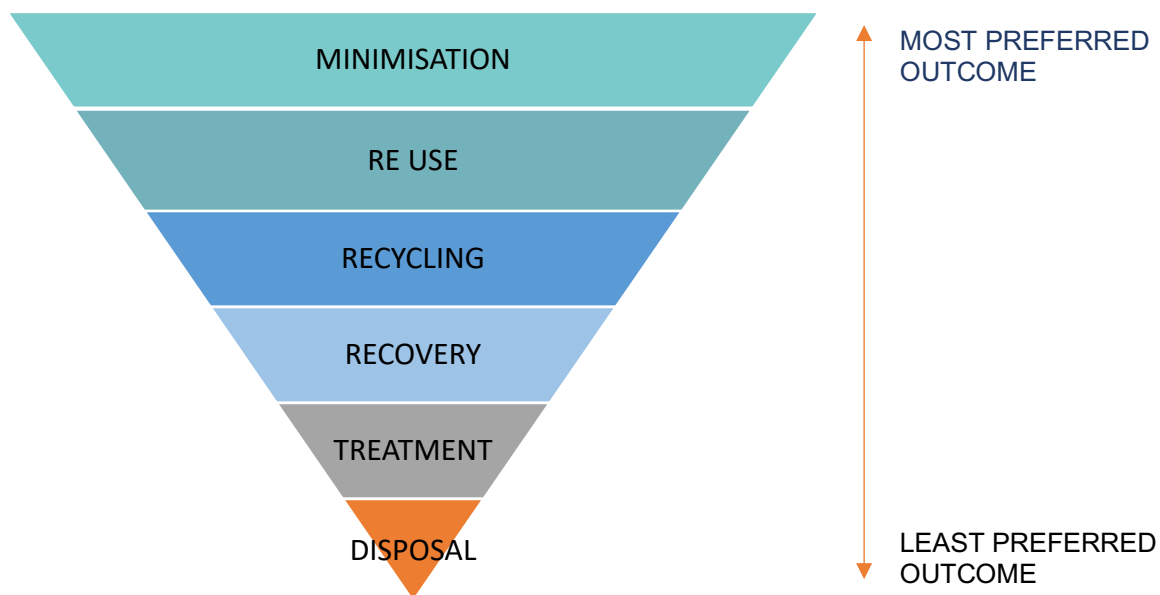 MINIMISATION
RE USE
RECYCLING
RECOVERY
TREATMENT
DISPOSAL
MOST PREFERRED
OUTCOME
LEAST PREFERRED
OUTCOME